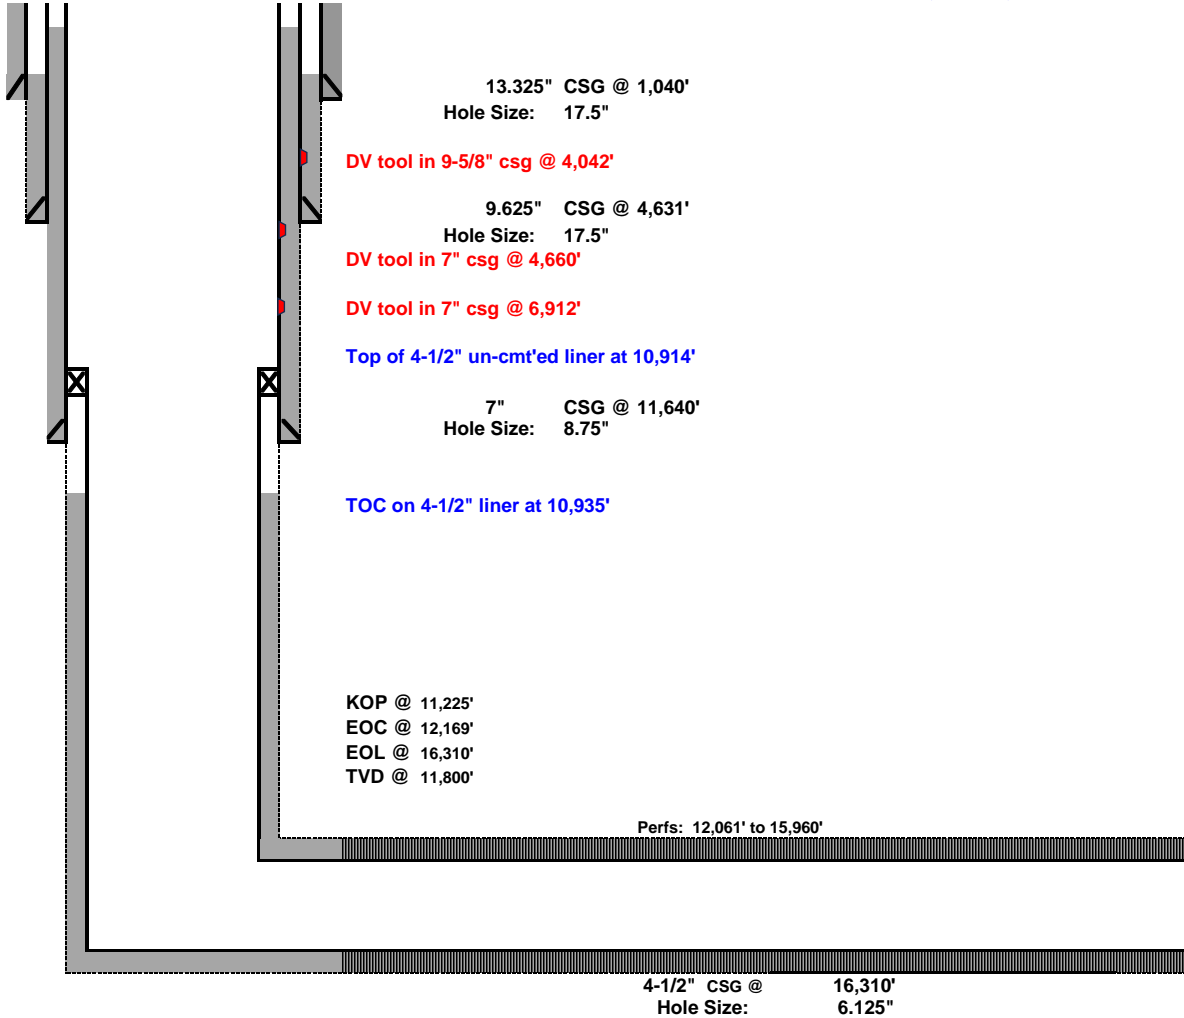 13.325" CSG @ 1,040'
Hole Size: 17.5"
DV tool in 9-5/8" csg @ 4,042'
9.625" CSG @ 4,631'
Hole Size: 17.5"
DV tool in 7" csg @ 4,660'
DV tool in 7" csg @ 6,912'
Top of 4-1/2" un-cmt'ed liner at 10,914'
7" CSG @ 11,640'
Hole Size: 8.75"
TOC on 4-1/2" liner at 10,935'
KOP @ 11,225'
EOC @ 12,169'
EOL @ 16,310'
TVD @ 11,800'
Perfs: 12,061' to 15,960'
4-1/2" CSG @ 16,310'
Hole Size: 6.125"